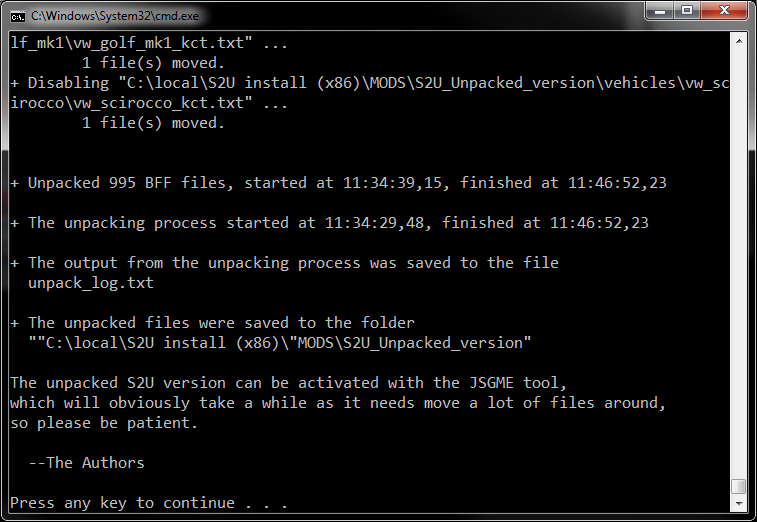 C:\Windows\System32\cmd.exe
lf_mk1\vw_golf_mk1_kct.txt" ...
1 file(s) moved.
+ Disabling "C:\local\S2U install (x86)\MODS\S2U_Unpacked_version\vehicles\vw_sc
irocco\vw_scirocco_kct.txt" ...
1 file(s) moved.
+ Unpacked 995 BFF files, started at 11:34:39,15, finished at 11:46:52,23
+ The unpacking process started at 11:34:29,48, finished at 11:46:52,23
+ The output from the unpacking process was saved to the file
unpack_log.txt
+ The unpacked files were saved to the folder
""C:\local\S2U install (x86)\"MODS\S2U_Unpacked_version"
The unpacked S2U version can be activated with the JSGME tool,
which will obviously take a while as it needs move a lot of files around,
so please be patient.
--The Authors
Press any key to continue . . .